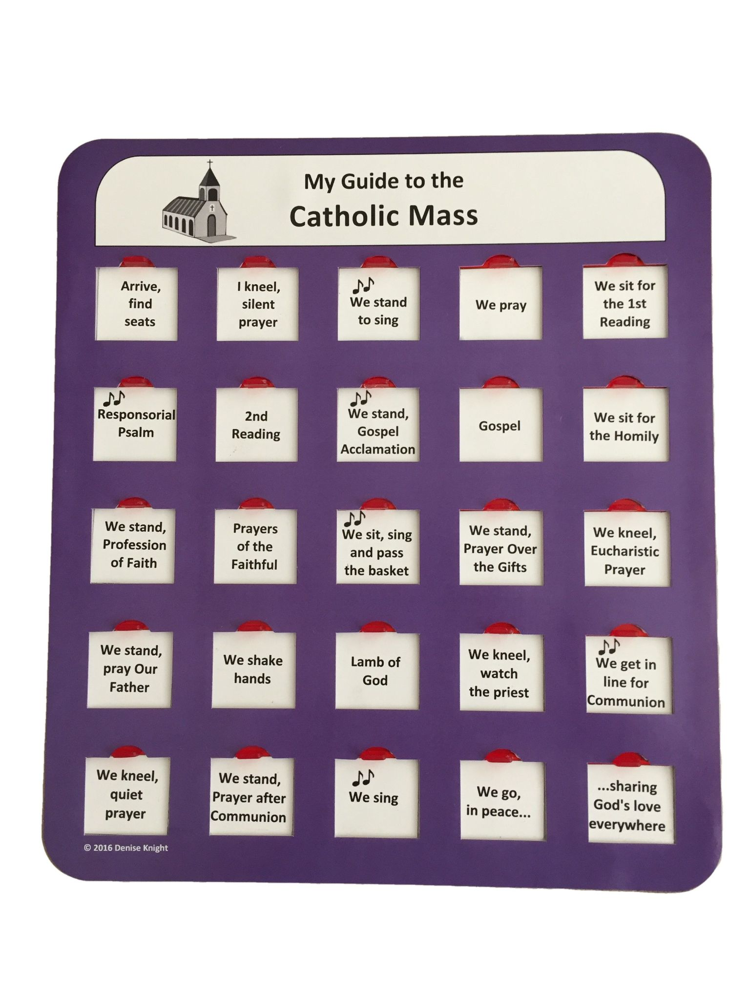 My Guide to the
Catholic Mass
Arrive,
find
seats
I kneel,
silent
prayer
We stand
to sing
We pray
We sit for
the 1st
Reading
Responsorial
Psalm
2nd
Reading
We stand,
Gospel
Acclamation
Gospel
We sit for
the Homily
We stand,
Profession
of Faith
Prayers
of the
Faithful
We sit, sing
and pass
the basket
We stand,
Prayer Over
the Gifts
We kneel,
Eucharistic
Prayer
We stand,
pray Our
Father
We shake
hands
Lamb of
God
We kneel,
watch
the priest
We get in
line for
Communion
We kneel,
quiet
prayer
We stand,
Prayer after
Communion
We sing
We go,
in peace...
...sharing
God's love
everywhere
© 2016 Denise Knight